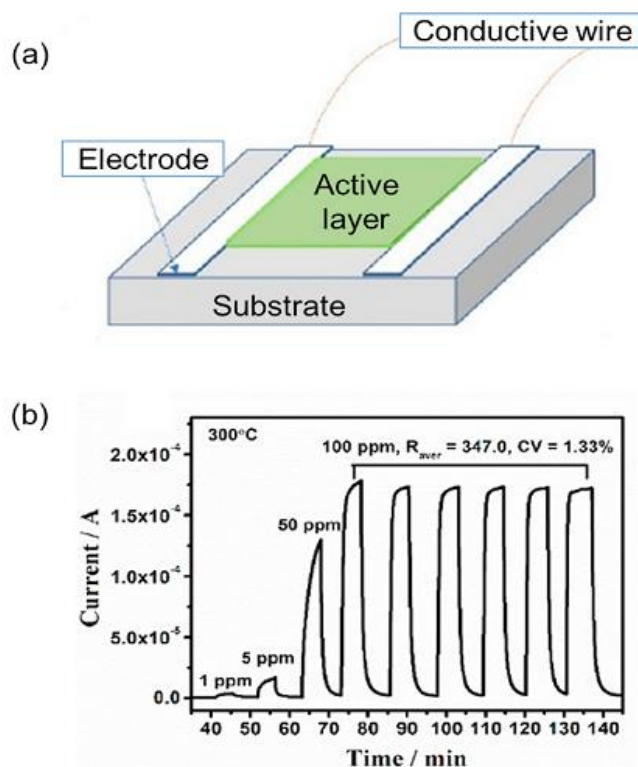 (a)
Conductive wire
Electrode
Active
layer
Substrate
(b)
300°C
100 ppm, R_aver = 347.0, CV = 1.33%
50 ppm
5 ppm
1 ppm
2.0x10⁻⁴
1.5x10⁻⁴
1.0x10⁻⁴
5.0x10⁻⁵
0.0
Current / A
40 50 60 70 80 90 100 110 120 130 140
Time / min